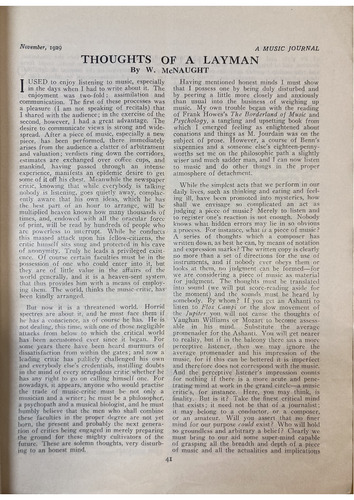 November, 1929
A MUSIC JOURNAL
THOUGHTS OF A LAYMAN
By W. McNAUGHT
I USED to enjoy listening to music, especially
in the days when I had to write about it. The
enjoyment was two-fold: assimilation and
communication. The first of these processes was
a pleasure (I am not speaking of recitals) that
I shared with the audience; in the exercise of the
second, however, I had a great advantage. The
desire to communicate views is strong and wide-
spread. After a piece of music, especially a new
piece, has been performed, there immediately
arises from the audience a clatter of arbitrament
and valuation; verdicts ring down the corridors,
estimates are exchanged over coffee cups, and
mankind, having passed through an intense
experience, manifests an epidemic desire to get
some of it off his chest. Meanwhile the newspaper
critic, knowing that while everybody is talking
nobody is listening, goes quietly away, complac-
ently aware that his own ideas, which he has
the best part of an hour to arrange, will be
multiplied heaven knows how many thousands of
times, and, endowed with all the oracular force
of print, will be read by hundreds of people who
are powerless to interrupt. While he conducts
this massed attack upon his fellow citizens, the
critic himself sits quiet and protected in his cave
of anonymity. Truly he leads a privileged exist-
ence. Of course certain faculties must be in the
possession of one who could enter into it, but
they are of little value in the affairs of the
world generally, and it is a heaven-sent system
that thus provides him with a means of employ-
ing them. The world, thinks the music critic, has
been kindly arranged.
But now it is a threatened world. Horrid
spectres are about it, and he must face them if
he has a conscience, as of course he has. He is
not dealing, this time, with one of those negligible
attacks from below to which the critical world
has been accustomed ever since it began. For
some years there have been heard murmurs of
dissatisfaction from within the gates; and now a
leading critic has publicly challenged his own
and everybody else's credentials, instilling doubts
in the mind of every scrupulous critic whether he
has any right to go on calling himself one. For
nowadays, it appears, anyone who would practise
the trade of music-critic must be not only a
musician and a writer; he must be a philosopher,
a psychopath and a musical biologist, and he must
humbly believe that the men who shall combine
these faculties in the proper degree are not yet
born, the present and probably the next genera-
tion of critics being engaged in merely preparing
the ground for these mighty cultivators of the
future. These are solemn thoughts, very disturb-
ing to an honest mind.
Having mentioned honest minds I must show
that I possess one by being duly disturbed and
by peering a little more closely and anxiously
than usual into the business of weighing up
music. My own trouble began with the reading
of Frank Howes's The Borderland of Music and
Psychology, a tangling and upsetting book from
which I emerged feeling as enlightened about
conations and things as M. Jourdain was on the
subject of prose. However, a course of Benn's
sixpennies and a someone else's eighteen-penny-
worths set me on the philosophic path, a little
wiser and much sadder man, and I can now listen
to music and do other things in the proper
atmosphere of detachment.
While the simplest acts that we perform in our
daily lives, such as thinking and eating and feel-
ing ill, have been promoted into mysteries, how
shall we envisage so complicated an act as
judging a piece of music? Merely to listen and
to register one's reaction is not enough. Nobody
knows what hidden errors may lie in so obvious
a process. For instance, what is a piece of music?
A series of thoughts which a composer has
written down, as best he can, by means of notation
and expression marks? The written copy is clearly
no more than a set of directions for the use of
instruments, and if nobody ever obeys them or
looks at them, no judgment can be formed—for
we are considering a piece of music as material
for judgment. The thoughts must be translated
into sound (we will put score-reading aside for
the moment) and the sounds must be heard by
somebody. By whom? If you get an Ashanti to
listen to Flos Campi or the slow movement of
the Jupiter you will not cause the thoughts of
Vaughan Williams or Mozart to become assess-
able in his mind. Substitute the average
promenader for the Ashanti. You will get nearer
to reality, but if in the balcony there sits a more
perceptive listener, then we may ignore the
average promenader and his impression of the
music, for if this can be bettered it is imperfect
and therefore does not correspond with the music.
And the perceptive listener's impression counts
for nothing if there is a more acute and pene-
trating mind at work in the grand circle—a music
critic's, for instance. Here, you may think, is
finality. But is it? Take the finest critical mind
that exists; it need not be that of a journalist;
it may belong to a conductor, or a composer,
or an amateur. Will you assert that no finer
mind for our purpose could exist? Who will hold
so groundless and arbitrary a belief? Clearly we
must bring to our aid some super-mind capable
of grasping all the breadth and depth of a piece
of music and all the actualities and implications
41